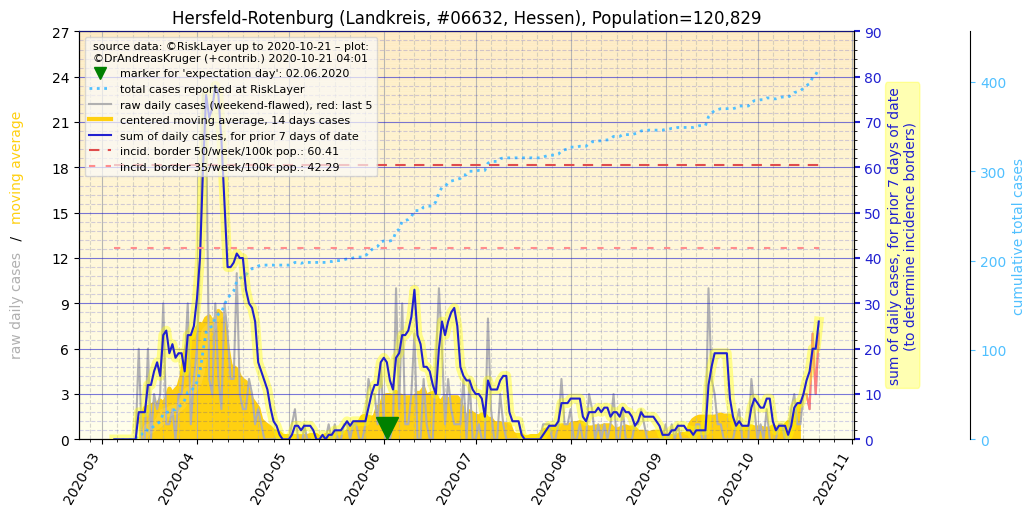 Hersfeld-Rotenburg (Landkreis, #06632, Hessen), Population=120,829
source data: ©RiskLayer up to 2020-10-21 – plot:
©DrAndreasKruger (+contrib.) 2020-10-21 04:01
marker for 'expectation day': 02.06.2020
total cases reported at RiskLayer
raw daily cases (weekend-flawed), red: last 5
centered moving average, 14 days cases
sum of daily cases, for prior 7 days of date
incid. border 50/week/100k pop.: 60.41
incid. border 35/week/100k pop.: 42.29
raw daily cases / moving average
27
24
21
18
15
12
9
6
3
0
2020-03
2020-04
2020-05
2020-06
2020-07
2020-08
2020-09
2020-10
2020-11
90
80
70
60
50
40
30
20
10
0
sum of daily cases, for prior 7 days of date
(to determine incidence borders)
400
300
200
100
0
cumulative total cases